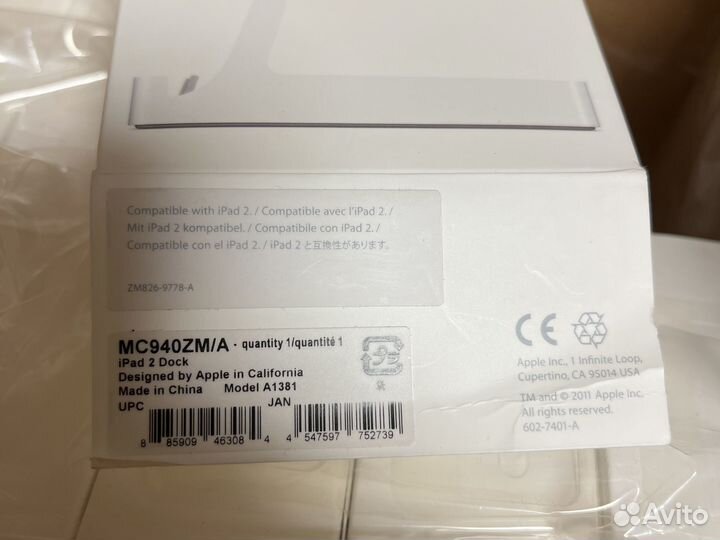 Compatible with iPad 2. / Compatible avec l'iPad 2. /
Mit iPad 2 kompatibel. / Compatibile con iPad 2. /
Compatible con el iPad 2. / iPad 2 と互換性があります。
ZM826-9778-A
MC940ZM/A - quantity 1/quantité 1
iPad 2 Dock
Designed by Apple in California
Made in China Model A1381
UPC JAN
8 85909 46308 4 4 547597 752739
袋
CE
Apple Inc., 1 Infinite Loop,
Cupertino, CA 95014 USA
TM and © 2011 Apple Inc.
All rights reserved.
602-7401-A
Avito